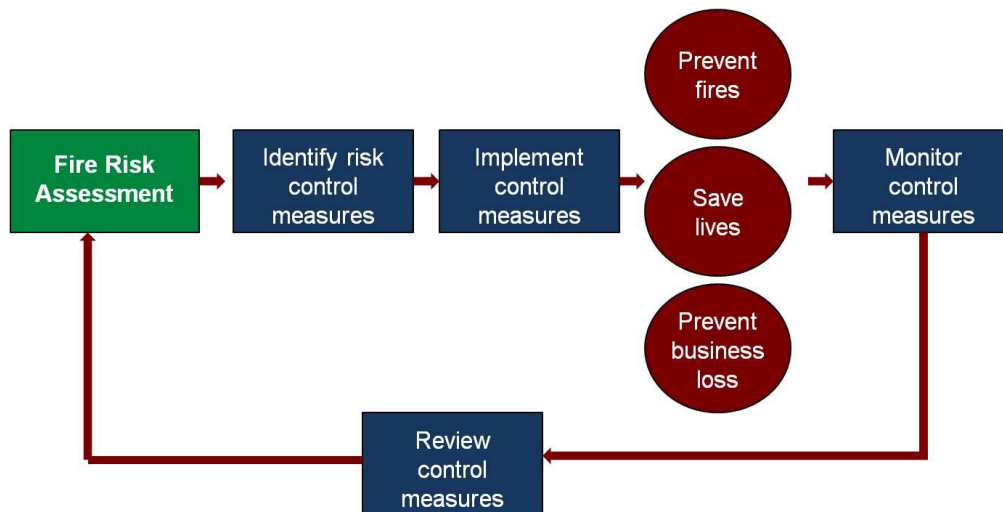 Fire Risk
Assessment
Identify risk
control
measures
Implement
control
measures
Prevent
fires
Save
lives
Prevent
business
loss
Monitor
control
measures
Review
control
measures